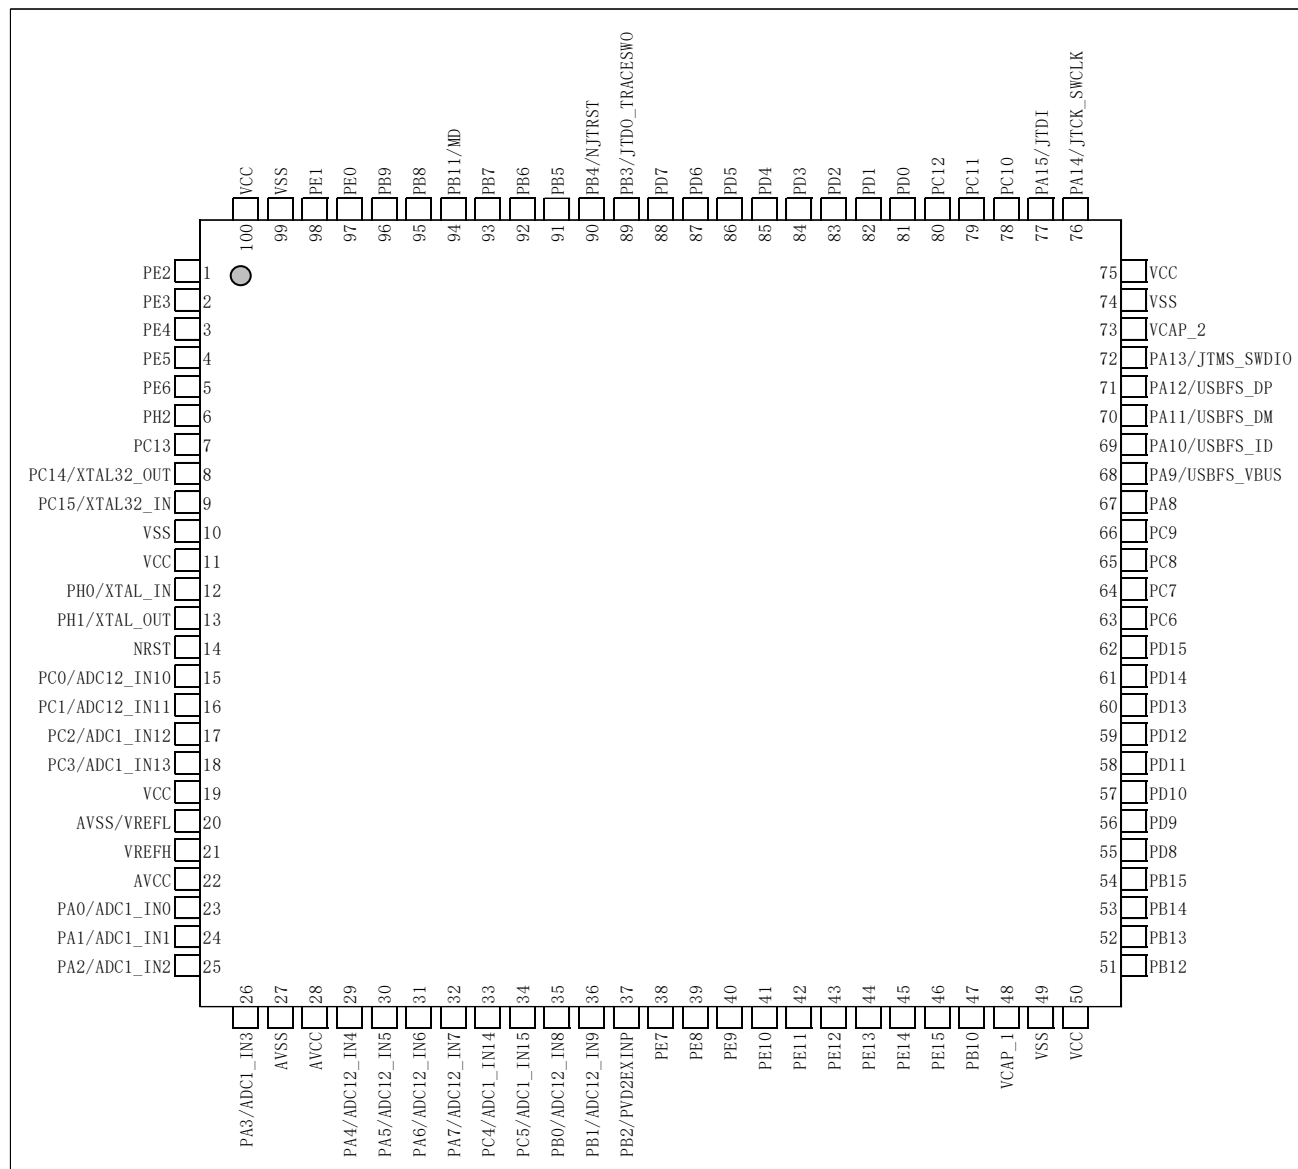 VCC
VSS
PE1
PE0
PB9
PB8
PB11/MD
PB7
PB6
PB5
PB4/NJTRST
PB3/JTDO_TRACESWO
PD7
PD6
PD5
PD4
PD3
PD2
PD1
PD0
PC12
PC11
PC10
PA15/JTDI
PA14/JTCK_SWCLK
100
99
98
97
96
95
94
93
92
91
90
89
88
87
86
85
84
83
82
81
80
79
78
77
76
PE2 1
PE3 2
PE4 3
PE5 4
PE6 5
PH2 6
PC13 7
PC14/XTAL32_OUT 8
PC15/XTAL32_IN 9
VSS 10
VCC 11
PH0/XTAL_IN 12
PH1/XTAL_OUT 13
NRST 14
PC0/ADC12_IN10 15
PC1/ADC12_IN11 16
PC2/ADC1_IN12 17
PC3/ADC1_IN13 18
VCC 19
AVSS/VREFL 20
VREFH 21
AVCC 22
PA0/ADC1_IN0 23
PA1/ADC1_IN1 24
PA2/ADC1_IN2 25
75 VCC
74 VSS
73 VCAP_2
72 PA13/JTMS_SWDIO
71 PA12/USBFS_DP
70 PA11/USBFS_DM
69 PA10/USBFS_ID
68 PA9/USBFS_VBUS
67 PA8
66 PC9
65 PC8
64 PC7
63 PC6
62 PD15
61 PD14
60 PD13
59 PD12
58 PD11
57 PD10
56 PD9
55 PD8
54 PB15
53 PB14
52 PB13
51 PB12
26
27
28
29
30
31
32
33
34
35
36
37
38
39
40
41
42
43
44
45
46
47
48
49
50
PA3/ADC1_IN3
AVSS
AVCC
PA4/ADC12_IN4
PA5/ADC12_IN5
PA6/ADC12_IN6
PA7/ADC12_IN7
PC4/ADC1_IN14
PC5/ADC1_IN15
PB0/ADC12_IN8
PB1/ADC12_IN9
PB2/PVD2EXINP
PE7
PE8
PE9
PE10
PE11
PE12
PE13
PE14
PE15
PB10
VCAP_1
VSS
VCC